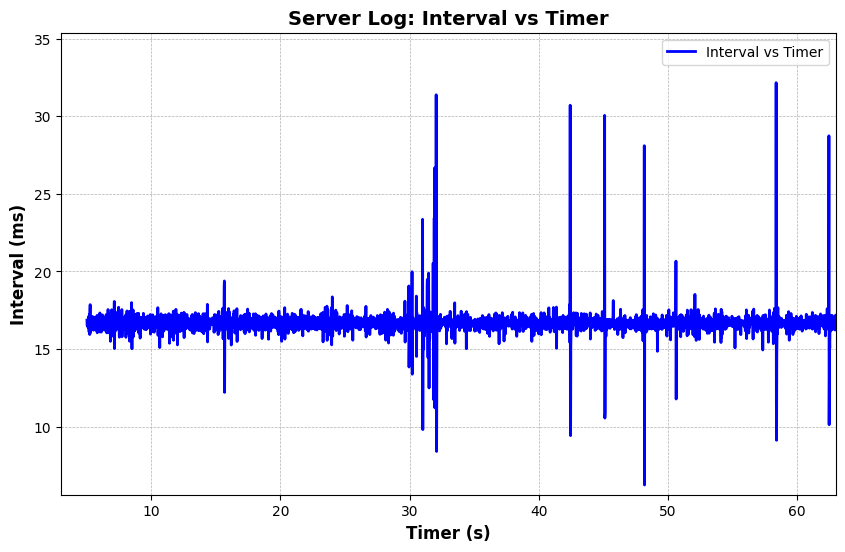 Server Log: Interval vs Timer
Interval vs Timer
35
30
25
20
15
10
Interval (ms)
10 20 30 40 50 60
Timer (s)